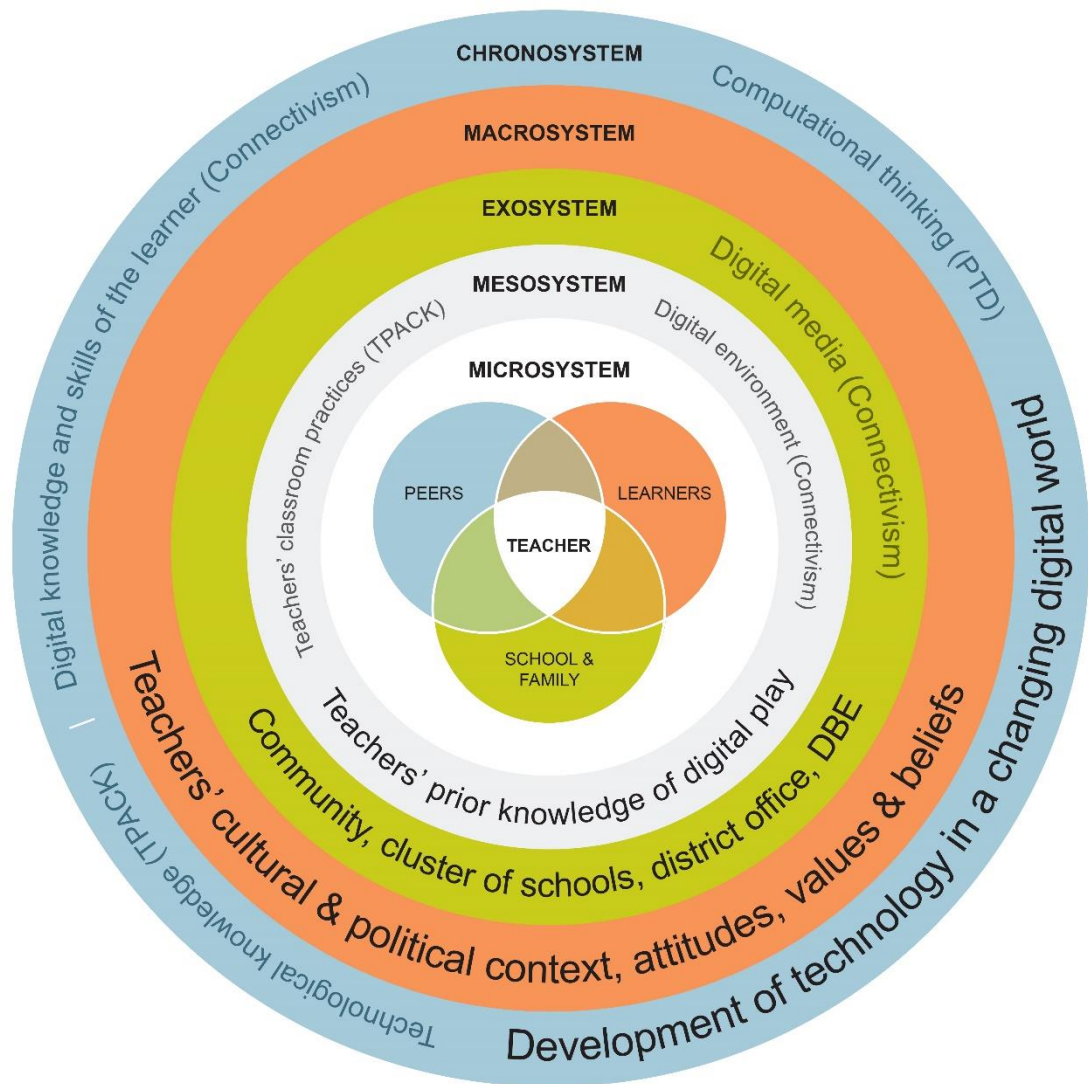 CHRONOSYSTEM
Digital knowledge and skills of the learner (Connectivism)
Computational thinking (PTD)
Technological knowledge (TPACK)
Development of technology in a changing digital world
MACROSYSTEM
Teachers' cultural & political context, attitudes, values & beliefs
EXOSYSTEM
Digital media (Connectivism)
Community, cluster of schools, district office, DBE
MESOSYSTEM
Teachers' classroom practices (TPACK)
Digital environment (Connectivism)
Teachers' prior knowledge of digital play
MICROSYSTEM
PEERS
LEARNERS
TEACHER
SCHOOL &
FAMILY